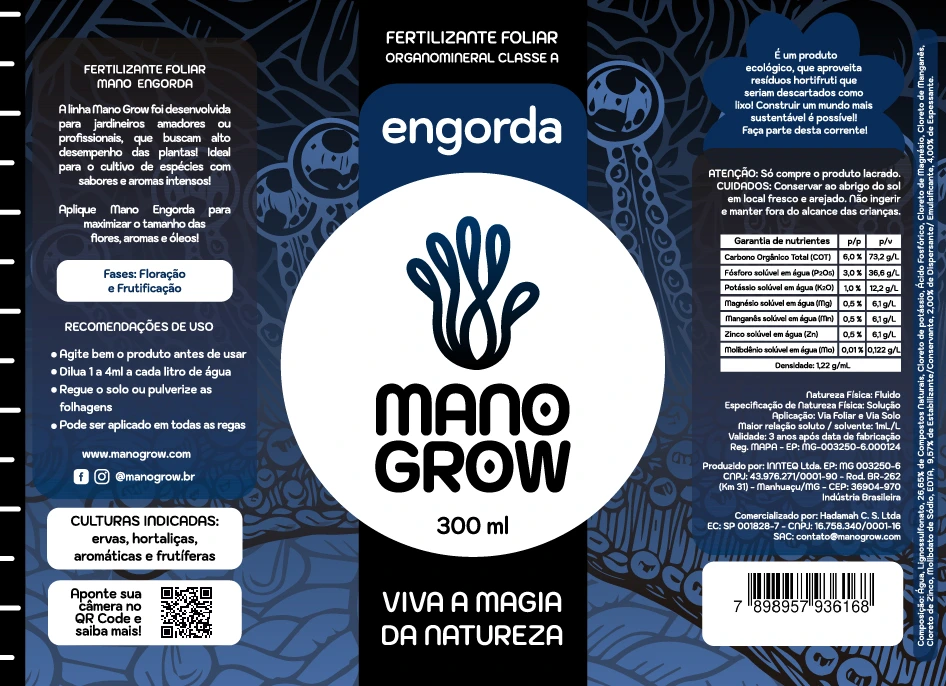 FERTILIZANTE FOLIAR
MANO ENGORDA
A linha Mano Grow foi desenvolvida
para jardineiros amadores ou
profissionais, que buscam alto
desempenho das plantas! Ideal
para o cultivo de espécies com
sabores e aromas intensos!
Aplique Mano Engorda para
maximizar o tamanho das
flores, aromas e óleos!
Fases: Floração
e Frutificação
RECOMENDAÇÕES DE USO
• Agite bem o produto antes de usar
• Dilua 1 a 4ml a cada litro de água
• Regue o solo ou pulverize as
folhagens
• Pode ser aplicado em todas as regas
www.manogrow.com
@manogrow.br
CULTURAS INDICADAS:
ervas, hortaliças,
aromáticas e frutíferas
Aponte sua
câmera no
QR Code e
saiba mais!
FERTILIZANTE FOLIAR
ORGANOMINERAL CLASSE A
engorda
MANO
GROW
300 ml
VIVA A MAGIA
DA NATUREZA
É um produto
ecológico, que aproveita
resíduos hortifruti que
seriam descartados como
lixo! Construir um mundo mais
sustentável é possível!
Faça parte desta corrente!
ATENÇÃO: Só compre o produto lacrado.
CUIDADOS: Conservar ao abrigo do sol
em local fresco e arejado. Não ingerir
e manter fora do alcance das crianças.
Garantia de nutrientes p/p p/v
Carbono Orgânico Total (COT) 6,0 % 73,2 g/L
Fósforo solúvel em água (P2O5) 3,0 % 36,6 g/L
Potássio solúvel em água (K2O) 1,0 % 12,2 g/L
Magnésio solúvel em água (Mg) 0,5 % 6,1 g/L
Manganês solúvel em água (Mn) 0,5 % 6,1 g/L
Zinco solúvel em água (Zn) 0,5 % 6,1 g/L
Molibdênio solúvel em água (Mo) 0,01 % 0,122 g/L
Densidade: 1,22 g/mL
Natureza Física: Fluido
Especificação de Natureza Física: Solução
Aplicação: Via Foliar e Via Solo
Maior relação soluto / solvente: 1mL/L
Validade: 3 anos após data de fabricação
Reg. MAPA - EP: MG-003250-6.000124
Produzido por: INNTEQ Ltda. EP: MG 003250-6
CNPJ: 43.976.271/0001-90 - Rod. BR-262
(Km 31) - Manhuaçu/MG - CEP: 36904-970
Indústria Brasileira
Comercializado por: Hadamah C. S. Ltda
EC: SP 001828-7 - CNPJ: 16.758.340/0001-16
SAC: contato@manogrow.com
7 898957 936168
Composição: Água, Lignossulfonato, 26,65% de Compostos Naturais, Cloreto de potássio, Ácido Fosfórico, Cloreto de Magnésio, Cloreto de Manganês,
Cloreto de Zinco, Molibdato de Sódio, EDTA, 9,57% de Estabilizante/Conservante, 2,00% de Dispersante/ Emulsificante, 4,00% de Espessante.